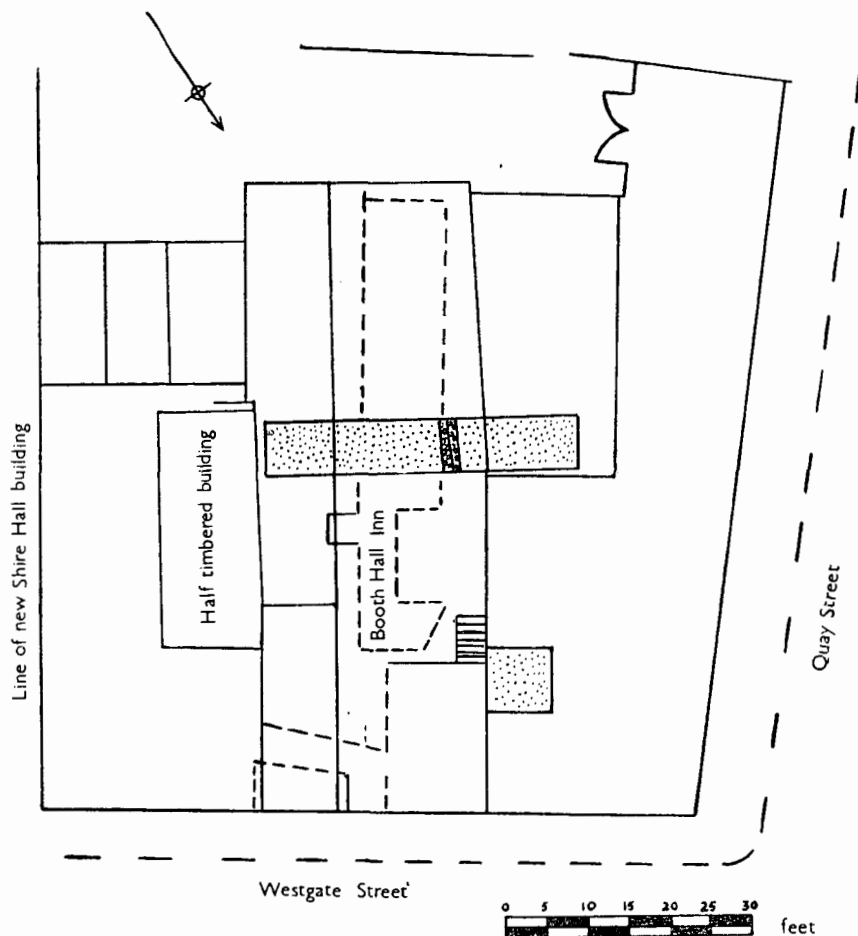 Line of new Shire Hall building
Half timbered building
Booth Hall Inn
Quay Street
Westgate Street
0 5 10 15 20 25 30
feet